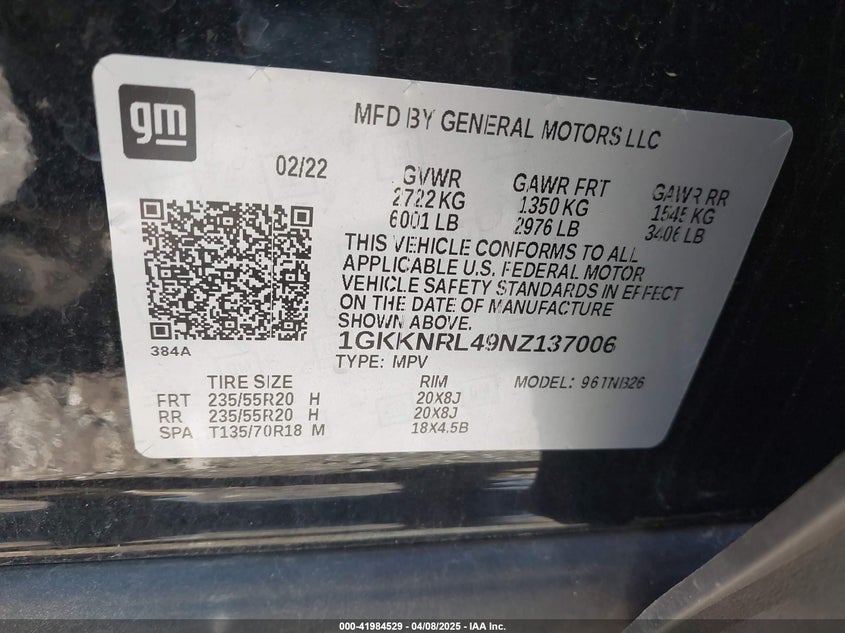 gm
MFD BY GENERAL MOTORS LLC
02/22
GVWR GAWR FRT GAWR RR
2722 KG 1350 KG 1545 KG
6001 LB 2976 LB 3406 LB
THIS VEHICLE CONFORMS TO ALL
APPLICABLE U.S. FEDERAL MOTOR
VEHICLE SAFETY STANDARDS IN EFFECT
ON THE DATE OF MANUFACTURE
SHOWN ABOVE.
384A
1GKKNRL49NZ137006
TYPE: MPV
TIRE SIZE RIM MODEL: 961NB26
FRT 235/55R20 H 20X8J
RR 235/55R20 H 20X8J
SPA T135/70R18 M 18X4.5B
000-41984529 - 04/08/2025 - IAA Inc.